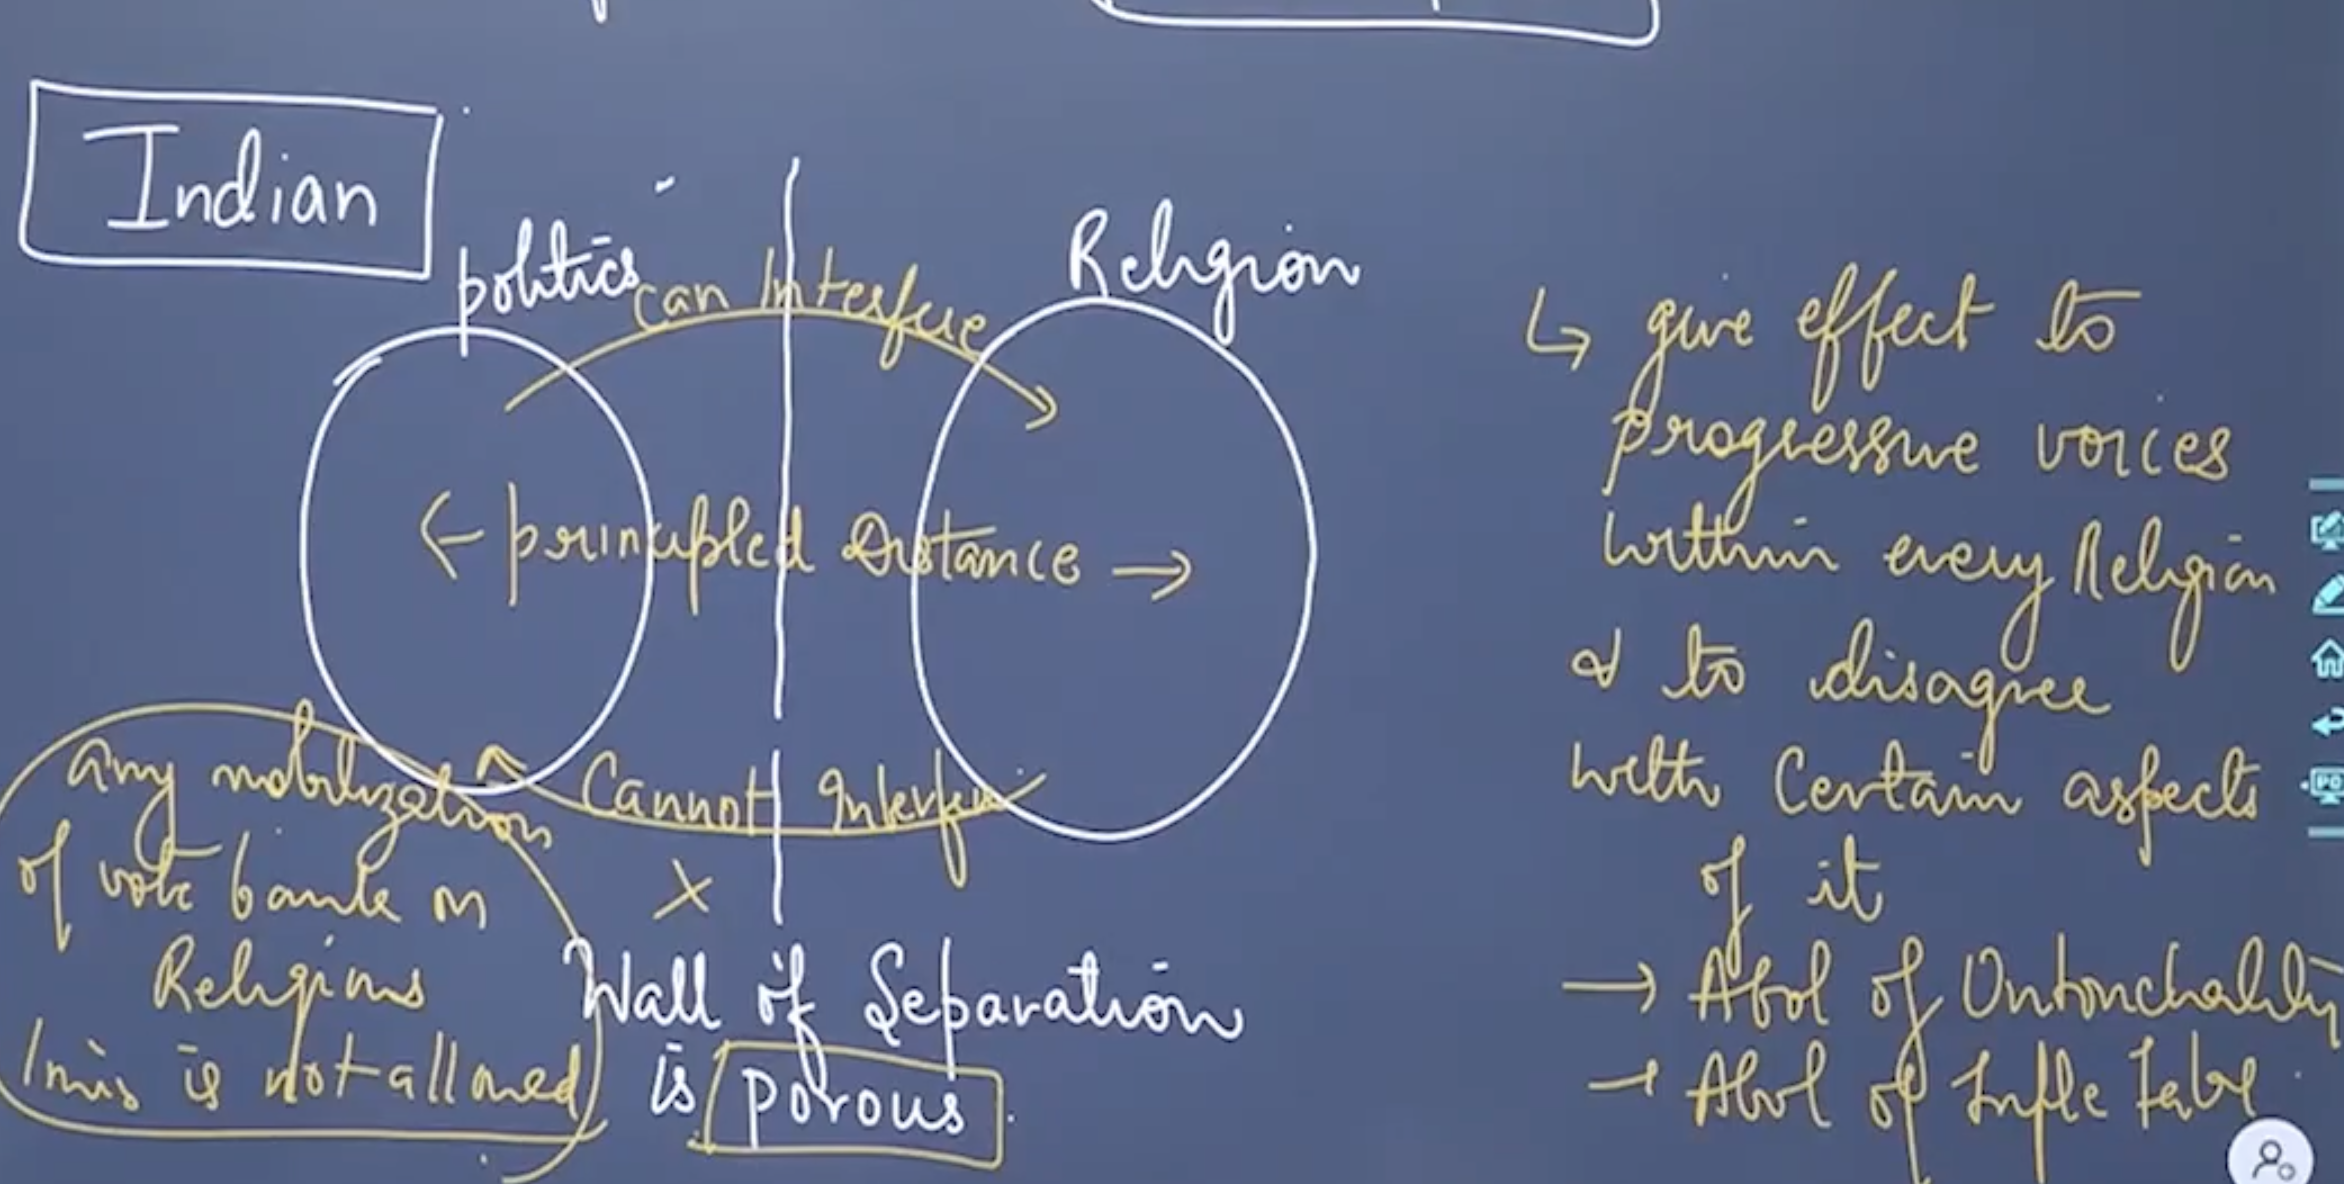 Indian
politics
Religion
can Interfere
← principled Distance →
Cannot Interfere
X
Wall of Separation
is porous.
any mobilization
of vote bank on
Religions
is not allowed
↳ give effect to
progressive voices
within every Religion
& to disagree
with Certain aspects
of it
→ Abol of Untouchability
→ Abol of Triple Talaq